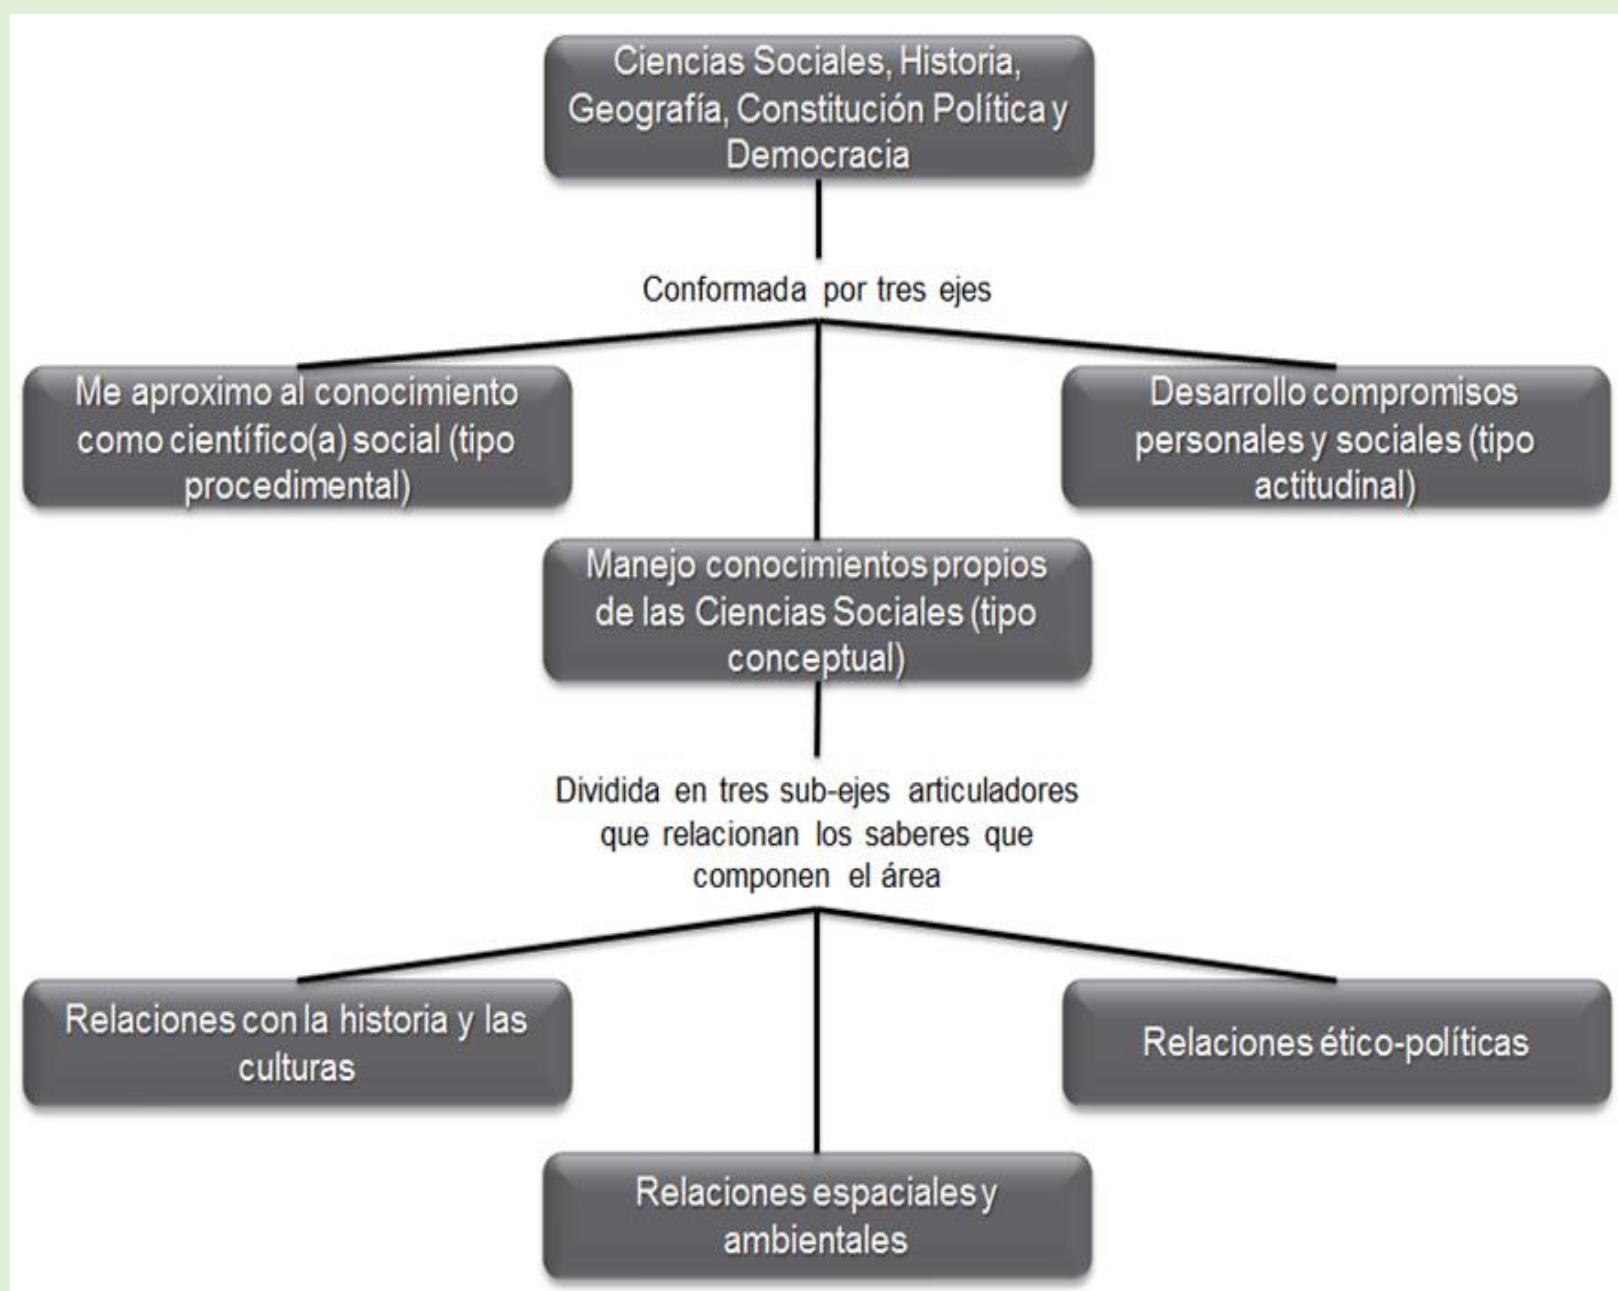 Ciencias Sociales, Historia,
Geografía, Constitución Política y
Democracia
Conformada por tres ejes
Me aproximo al conocimiento
como científico(a) social (tipo
procedimental)
Desarrollo compromisos
personales y sociales (tipo
actitudinal)
Manejo conocimientos propios
de las Ciencias Sociales (tipo
conceptual)
Dividida en tres sub-ejes articuladores
que relacionan los saberes que
componen el área
Relaciones con la historia y las
culturas
Relaciones ético-políticas
Relaciones espaciales y
ambientales